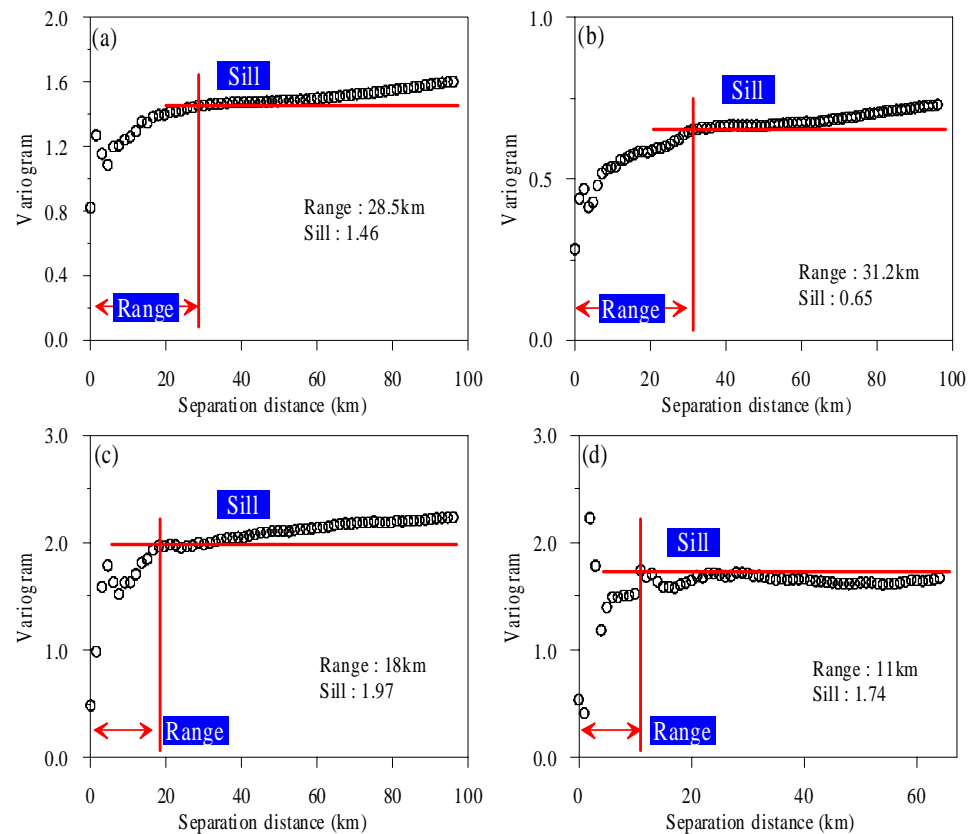 (a)
Sill
Range : 28.5km
Sill : 1.46
Range
Variogram
2.0
1.6
1.2
0.8
0.4
0.0
0 20 40 60 80 100
Separation distance (km)
(b)
Sill
Range : 31.2km
Sill : 0.65
Range
Variogram
1.0
0.5
0.0
0 20 40 60 80 100
Separation distance (km)
(c)
Sill
Range : 18km
Sill : 1.97
Range
Variogram
3.0
2.0
1.0
0.0
0 20 40 60 80 100
Separation distance (km)
(d)
Sill
Range : 11km
Sill : 1.74
Range
Variogram
3.0
2.0
1.0
0.0
0 20 40 60
Separation distance (km)